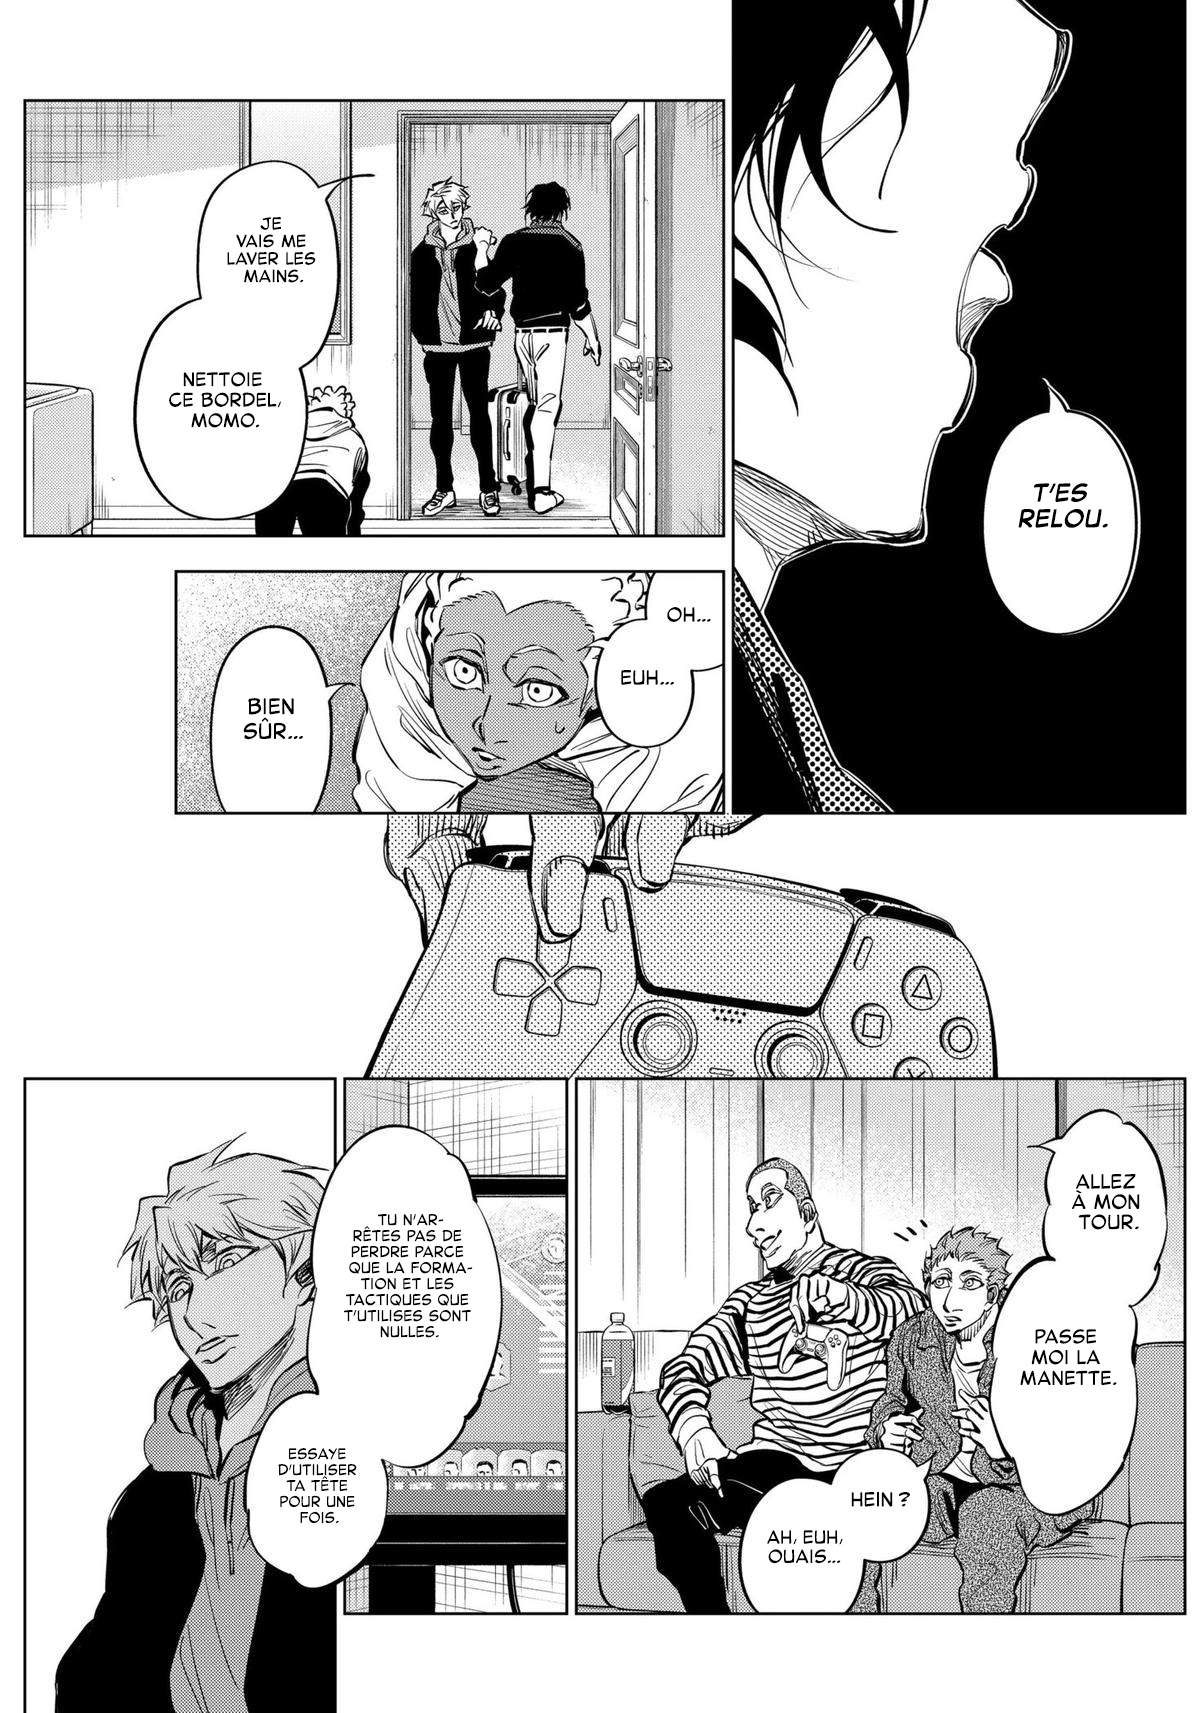 T'ES
RELOU.
JE
VAIS ME
LAVER LES
MAINS.
NETTOIE
CE BORDEL,
MOMO.
OH...
EUH...
BIEN
SÛR...
ALLEZ
À MON
TOUR.
PASSE
MOI LA
MANETTE.
HEIN ?
AH, EUH,
OUAIS...
TU N'AR-
RÊTES PAS DE
PERDRE PARCE
QUE LA FORMA-
TION ET LES
TACTIQUES QUE
T'UTILISES SONT
NULLES.
ESSAYE
D'UTILISER
TA TÊTE
POUR UNE
FOIS.